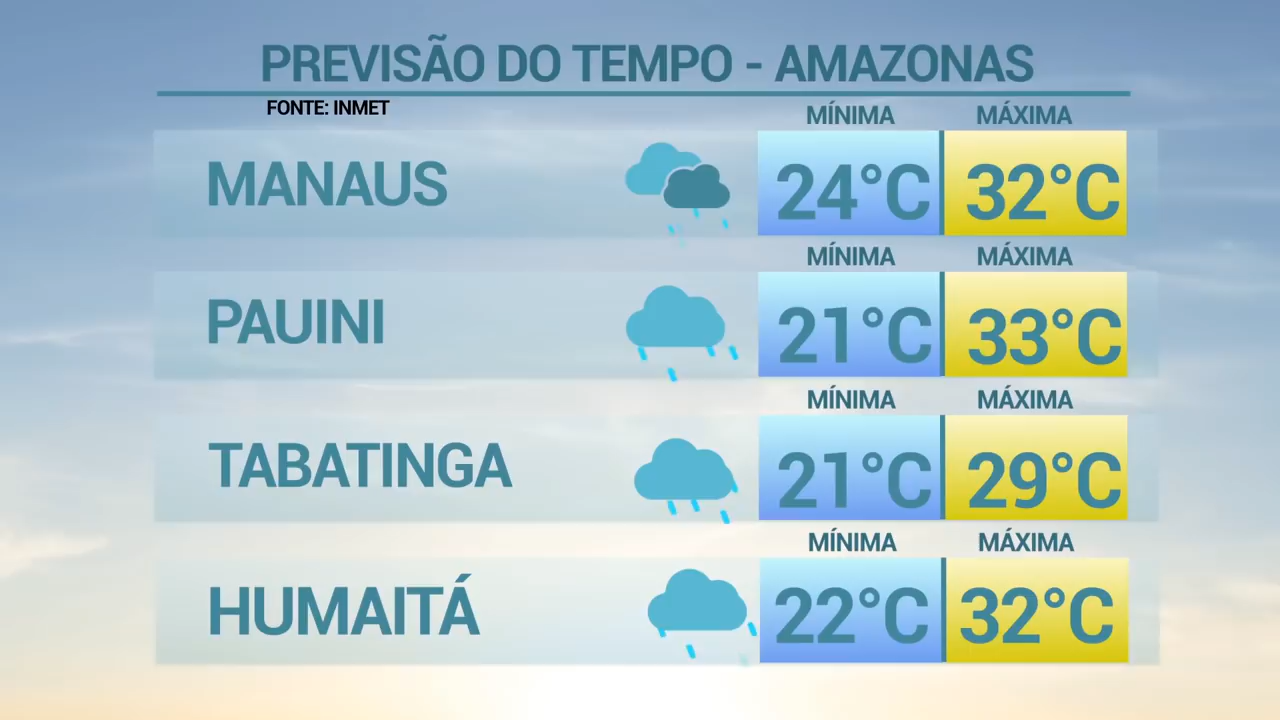 PREVISÃO DO TEMPO - AMAZONAS
FONTE: INMET
MÍNIMA MÁXIMA
MANAUS 24°C 32°C
MÍNIMA MÁXIMA
PAUINI 21°C 33°C
MÍNIMA MÁXIMA
TABATINGA 21°C 29°C
MÍNIMA MÁXIMA
HUMAITÁ 22°C 32°C